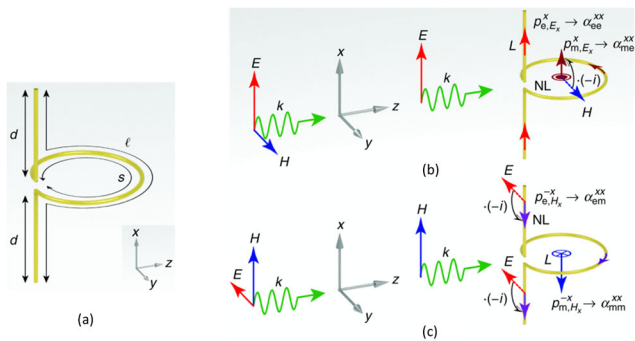 d
ℓ
s
d
x
z
y
(a)
E
k
H
x
z
y
E
k
(b)
L
p^x_{e,E_x} → α^{xx}_{ee}
p^x_{m,E_x} → α^{xx}_{me}
NL
·(−i)
H
H
E
k
x
z
y
H
k
(c)
E
p^{−x}_{e,H_x} → α^{xx}_{em}
·(−i)
NL
E
L
·(−i)
p^{−x}_{m,H_x} → α^{xx}_{mm}